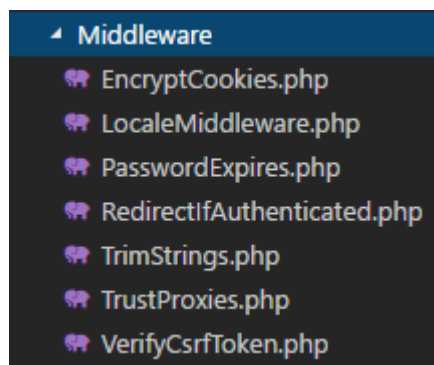 Middleware
EncryptCookies.php
LocaleMiddleware.php
PasswordExpires.php
RedirectIfAuthenticated.php
TrimStrings.php
TrustProxies.php
VerifyCsrfToken.php